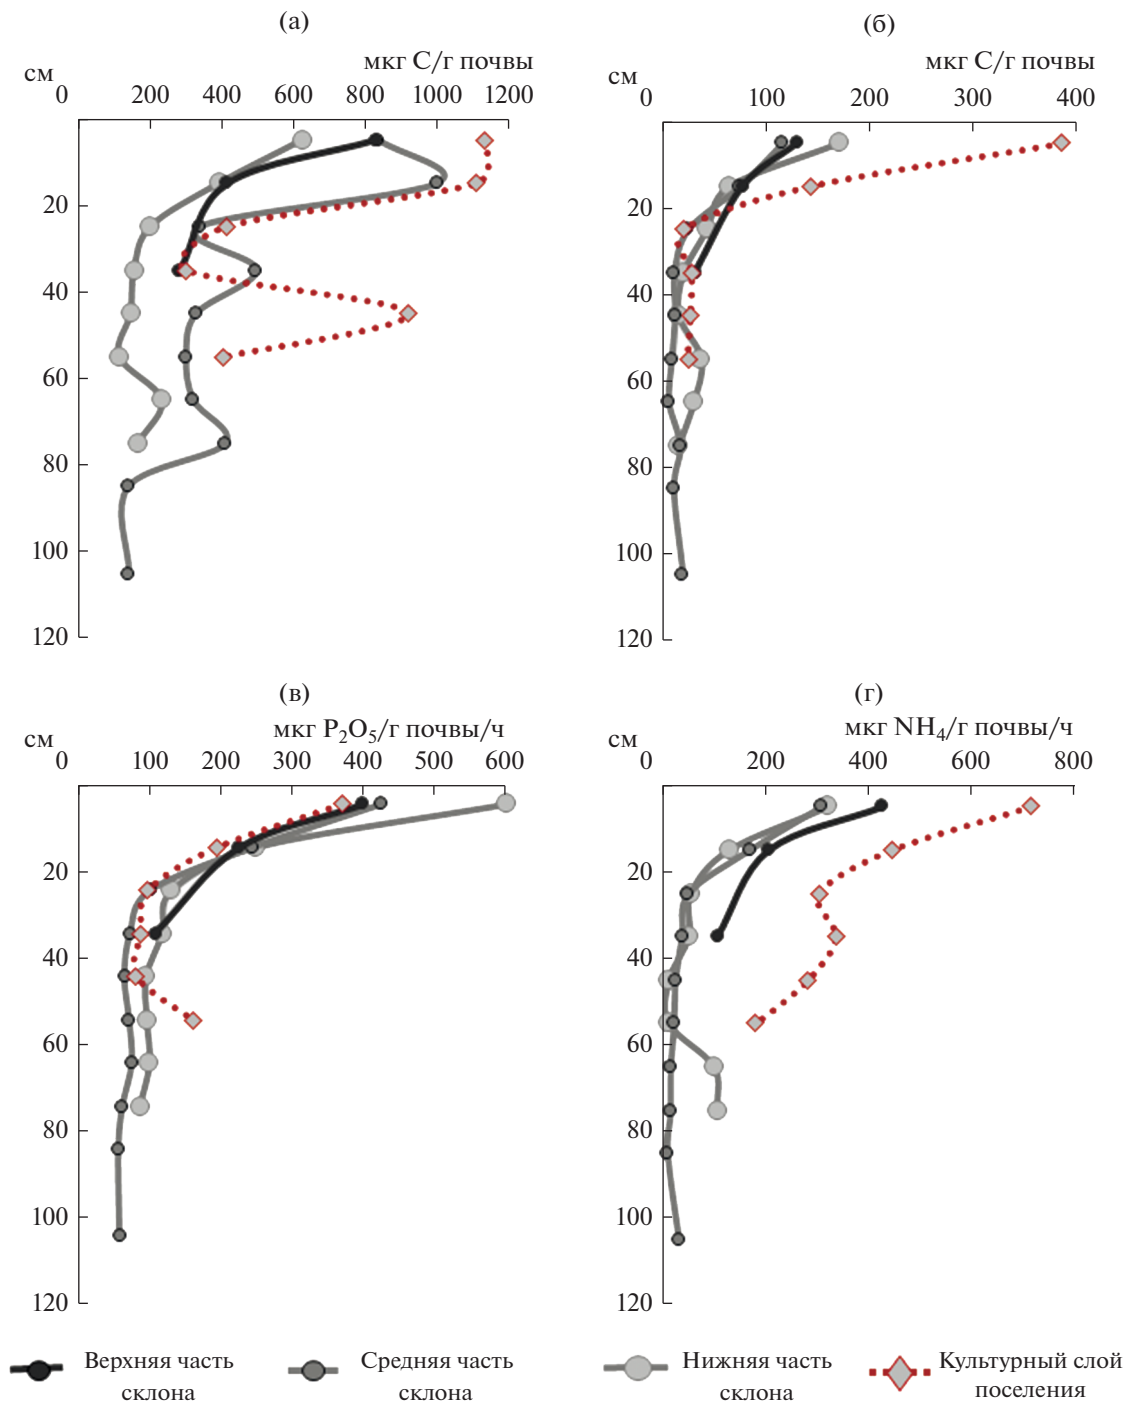 (а)
мкг С/г почвы
см
0 200 400 600 800 1000 1200
20
40
60
80
100
120
(б)
мкг С/г почвы
см
0 100 200 300 400
20
40
60
80
100
120
(в)
мкг P₂O₅/г почвы/ч
см
0 100 200 300 400 500 600
20
40
60
80
100
120
(г)
мкг NH₄/г почвы/ч
см
0 200 400 600 800
20
40
60
80
100
120
Верхняя часть
склона
Средняя часть
склона
Нижняя часть
склона
Культурный слой
поселения